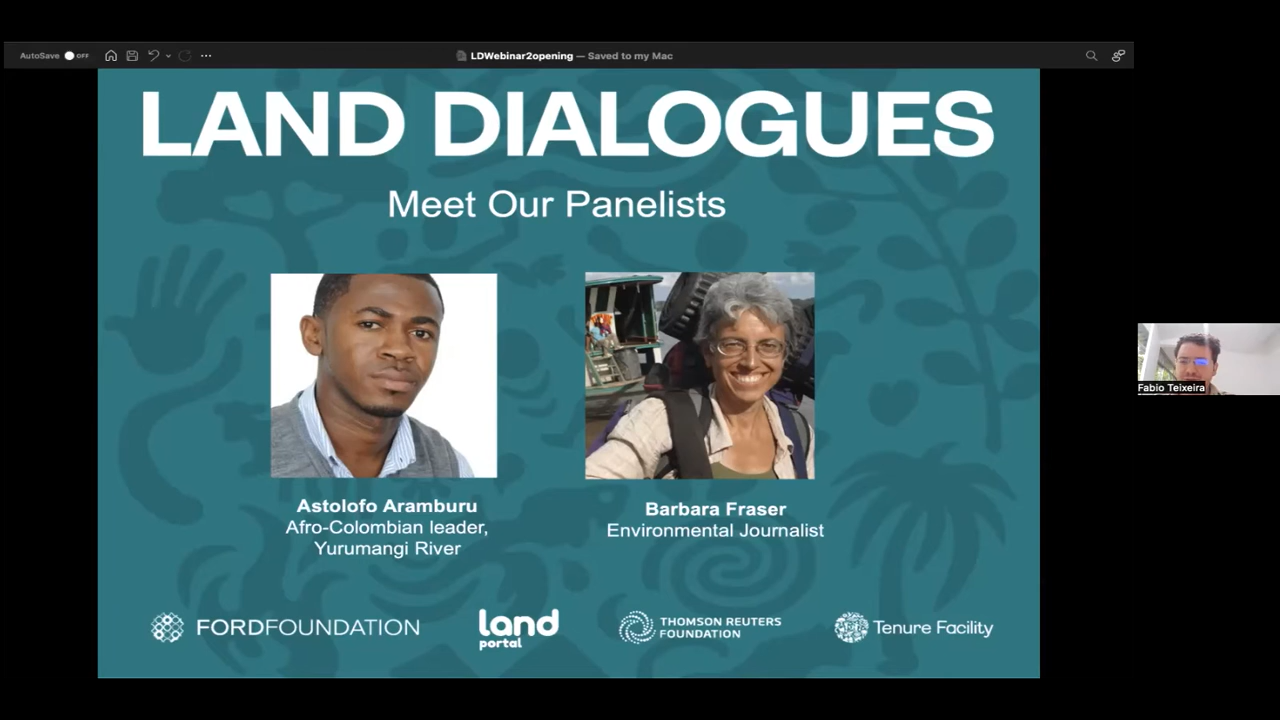 AutoSave OFF
LDWebinar2opening — Saved to my Mac
LAND DIALOGUES
Meet Our Panelists
Astolofo Aramburu
Afro-Colombian leader,
Yurumangi River
Barbara Fraser
Environmental Journalist
Fabio Teixeira
FORDFOUNDATION
land
portal
THOMSON REUTERS
FOUNDATION
Tenure Facility